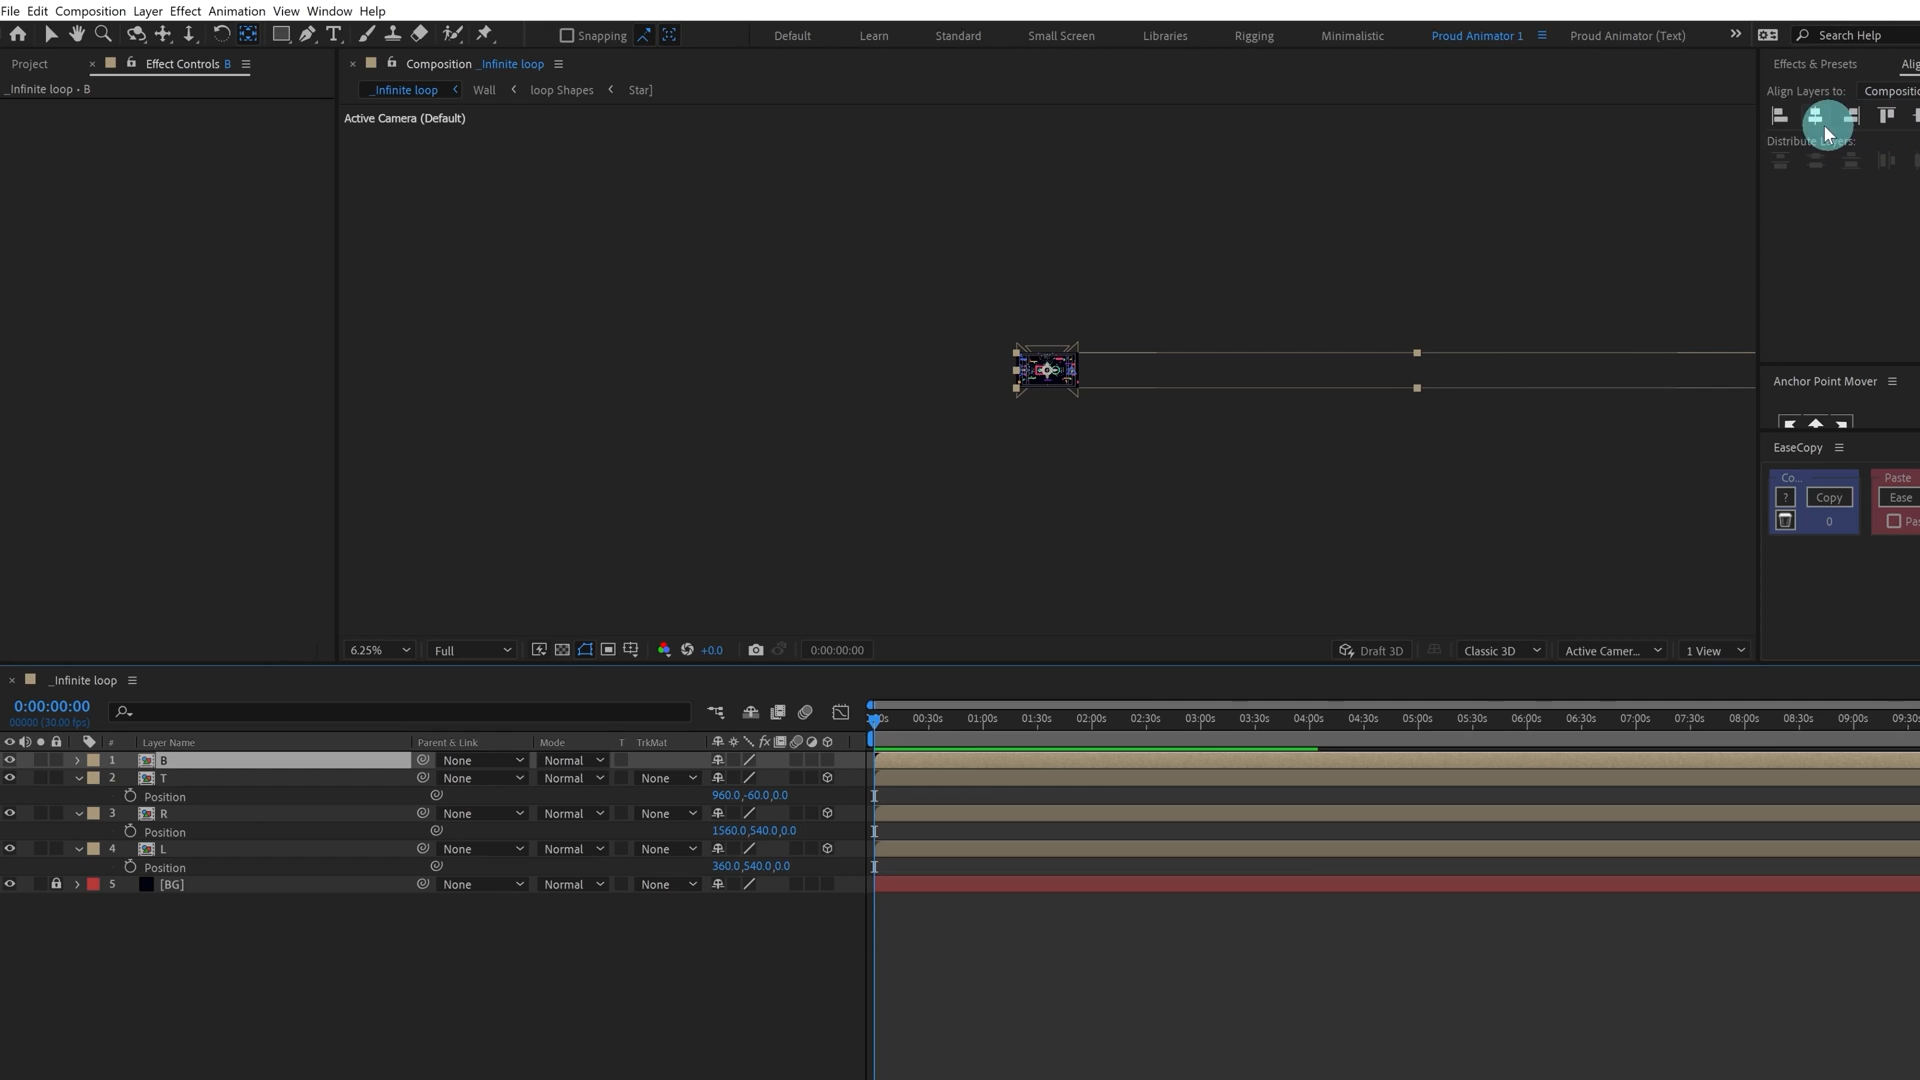 File Edit Composition Layer Effect Animation View Window Help
Snapping Default Learn Standard Small Screen Libraries Rigging Minimalistic Proud Animator 1 Proud Animator (Text) Search Help
Project Effect Controls B Composition _Infinite loop Effects & Presets
_Infinite loop • B
_Infinite loop Wall loop Shapes Star]
Align Layers to:
Active Camera (Default)
Distribute Layers:
Anchor Point Mover
EaseCopy
Co... Paste
? Copy Ease
0
6.25% Full +0.0 0:00:00:00 Draft 3D Classic 3D Active Camer... 1 View
_Infinite loop
0:00:00:00
00000 (30.00 fps)
00:30s 01:00s 01:30s 02:00s 02:30s 03:00s 03:30s 04:00s 04:30s 05:00s 05:30s 06:00s 06:30s 07:00s 07:30s 08:00s 08:30s 09:00s
# Layer Name Parent & Link Mode T TrkMat
1 B None Normal
2 T None Normal None
Position 960.0,-60.0,0.0
3 R None Normal None
Position 1560.0,540.0,0.0
4 L None Normal None
Position 360.0,540.0,0.0
5 [BG] None Normal None